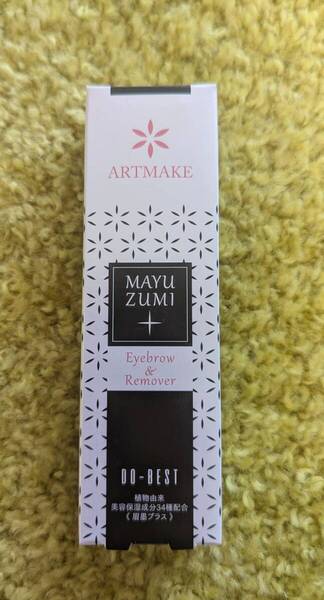 ARTMAKE
MAYU
ZUMI
Eyebrow
&
Remover
DO-BEST
植物由来
美容保湿成分34種配合
《眉墨プラス》